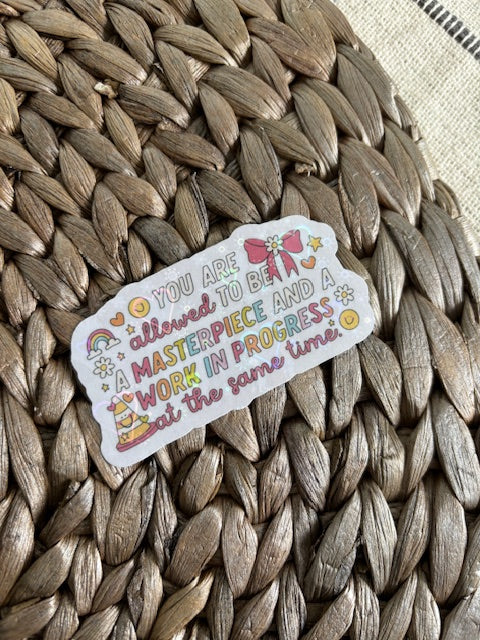 YOU ARE
allowed TO BE
A MASTERPIECE AND A
WORK IN PROGRESS
at the same time.